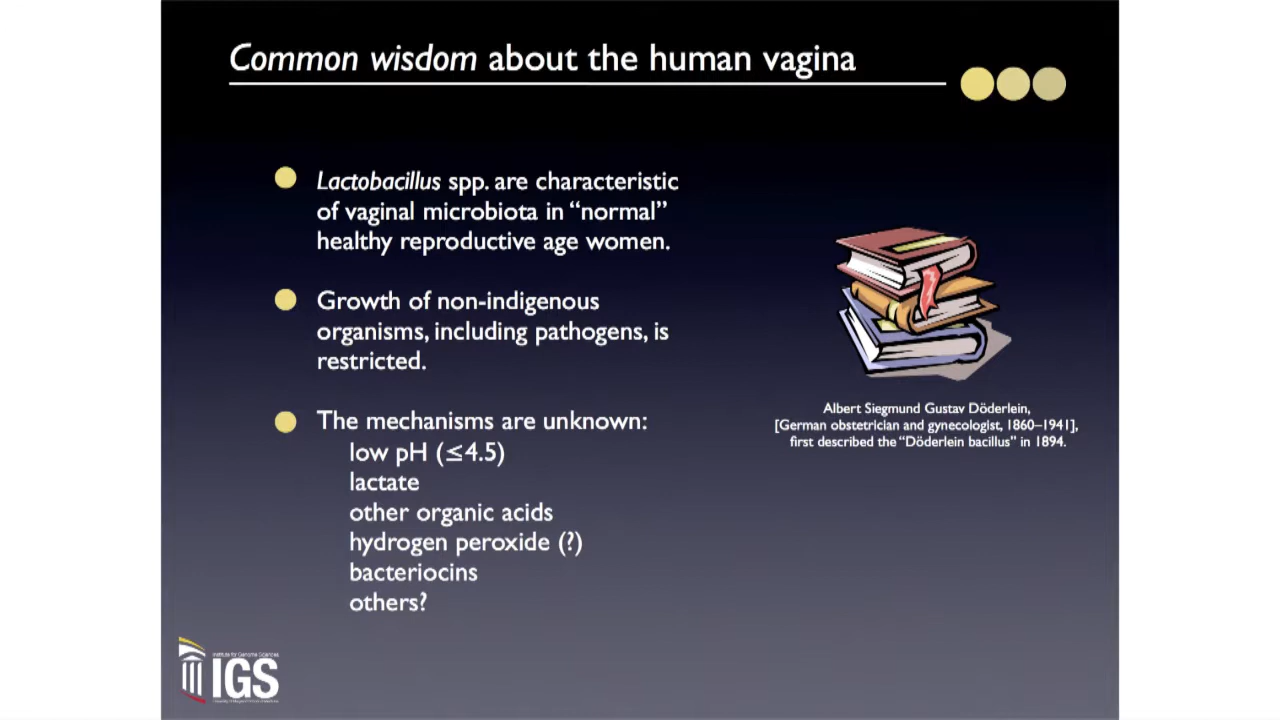 Common wisdom about the human vagina
Lactobacillus spp. are characteristic
of vaginal microbiota in “normal”
healthy reproductive age women.
Growth of non-indigenous
organisms, including pathogens, is
restricted.
The mechanisms are unknown:
low pH (≤4.5)
lactate
other organic acids
hydrogen peroxide (?)
bacteriocins
others?
Albert Siegmund Gustav Döderlein,
[German obstetrician and gynecologist, 1860–1941],
first described the “Döderlein bacillus” in 1894.
Institute for Genome Sciences
IGS